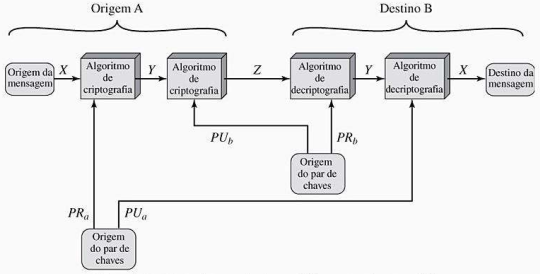 Origem A
Destino B
Origem da
mensagem
X
Algoritmo
de
criptografia
Y
Algoritmo
de
criptografia
Z
Algoritmo
de
decriptografia
Y
Algoritmo
de
decriptografia
X
Destino da
mensagem
PUb
PRb
Origem
do par de
chaves
PRa
PUa
Origem
do par de
chaves